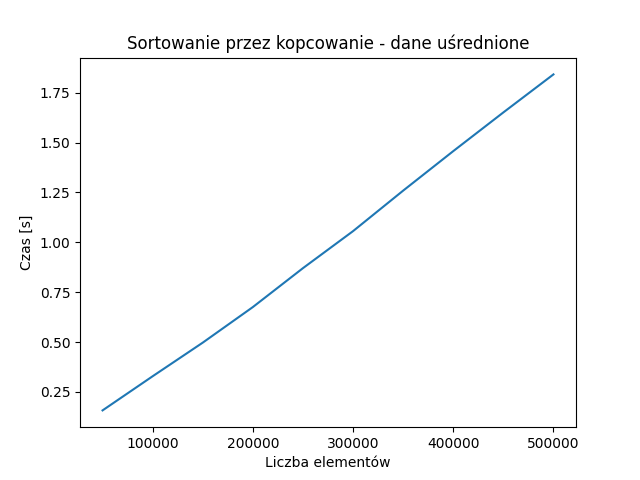 Sortowanie przez kopcowanie - dane uśrednione
Czas [s]
1.75
1.50
1.25
1.00
0.75
0.50
0.25
100000 200000 300000 400000 500000
Liczba elementów